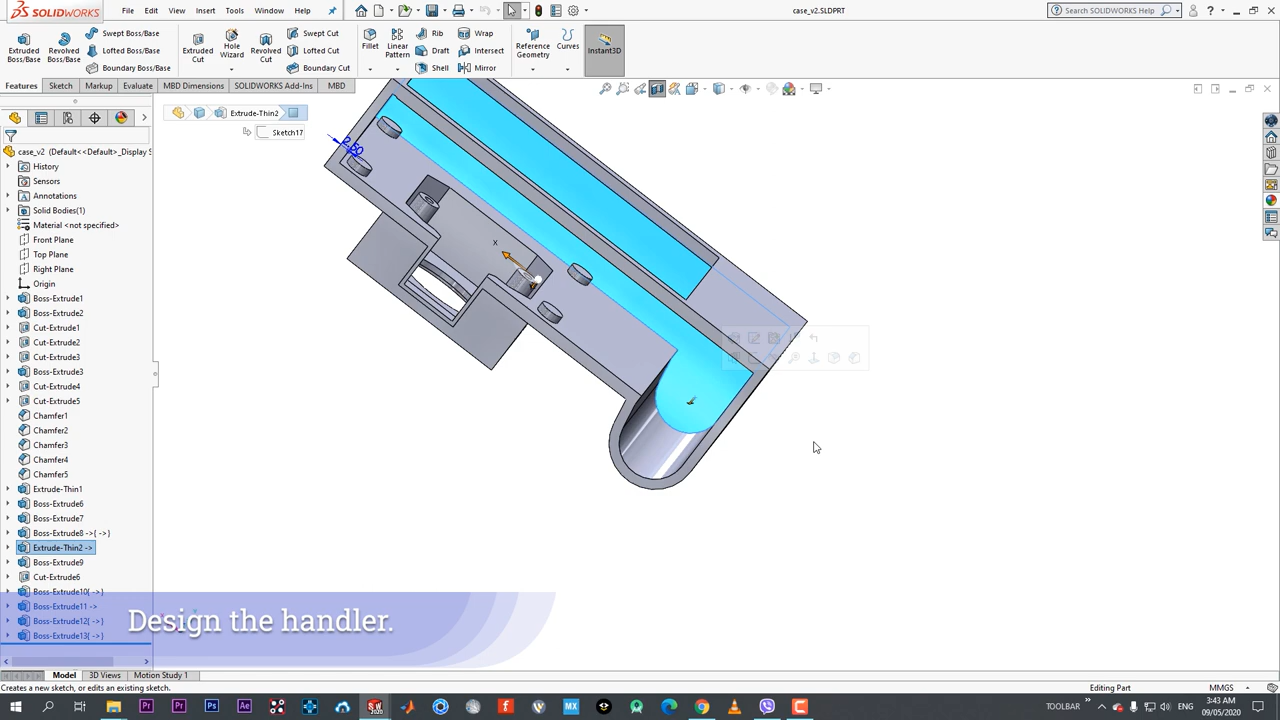 SOLIDWORKS
File
Edit
View
Insert
Tools
Window
Help
case_v2.SLDPRT
Search SOLIDWORKS Help
Extruded Boss/Base
Revolved Boss/Base
Swept Boss/Base
Lofted Boss/Base
Boundary Boss/Base
Extruded Cut
Hole Wizard
Revolved Cut
Swept Cut
Lofted Cut
Boundary Cut
Fillet
Linear Pattern
Rib
Draft
Shell
Wrap
Intersect
Mirror
Reference Geometry
Curves
Instant3D
Features
Sketch
Markup
Evaluate
MBD Dimensions
SOLIDWORKS Add-Ins
MBD
Extrude-Thin2
Sketch17
case_v2 (Default<<Default>_Display S
History
Sensors
Annotations
Solid Bodies(1)
Material <not specified>
Front Plane
Top Plane
Right Plane
Origin
Boss-Extrude1
Boss-Extrude2
Cut-Extrude1
Cut-Extrude2
Cut-Extrude3
Boss-Extrude3
Cut-Extrude4
Cut-Extrude5
Chamfer1
Chamfer2
Chamfer3
Chamfer4
Chamfer5
Extrude-Thin1
Boss-Extrude6
Boss-Extrude7
Boss-Extrude8 ->{ ->}
Extrude-Thin2 ->
Boss-Extrude9
Cut-Extrude6
Boss-Extrude10{ ->}
Boss-Extrude11 ->
Boss-Extrude12{ ->}
Boss-Extrude13{ ->}
2.50
x
Design the handler.
Model
3D Views
Motion Study 1
Creates a new sketch, or edits an existing sketch.
Editing Part
MMGS
TOOLBAR
ENG
3:43 AM
09/05/2020